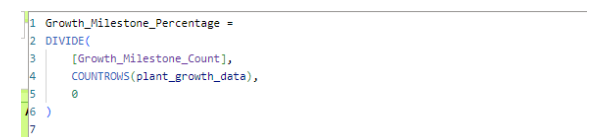 1 Growth_Milestone_Percentage =
2 DIVIDE(
3 [Growth_Milestone_Count],
4 COUNTROWS(plant_growth_data),
5 0
6 )
7